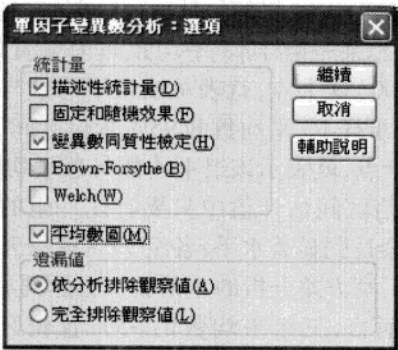 單因子變異數分析：選項
統計量
描述性統計量(D)
固定和隨機效果(F)
變異數同質性檢定(H)
Brown-Forsythe(B)
Welch(W)
平均數圖(M)
遺漏值
依分析排除觀察值(A)
完全排除觀察值(L)
繼續
取消
輔助說明